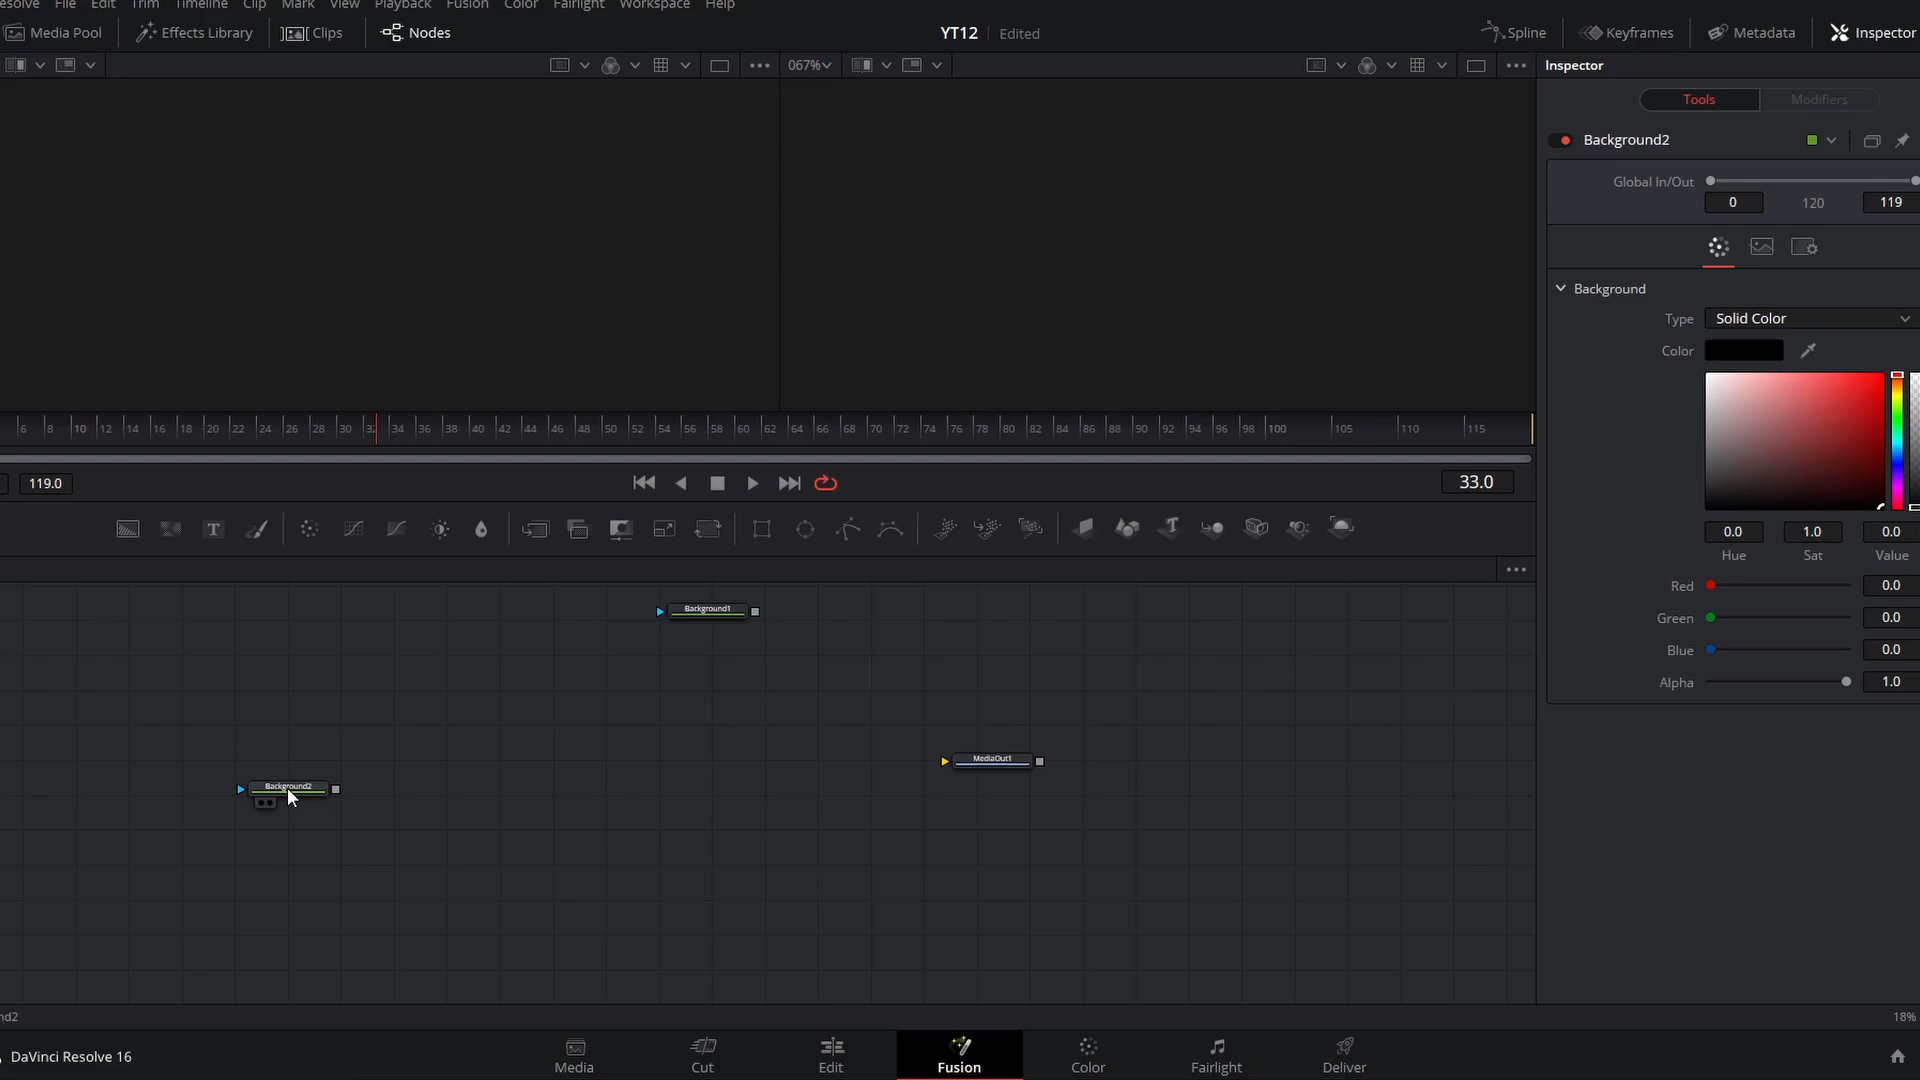 esolve File Edit Trim Timeline Clip Mark View Playback Fusion Color Fairlight Workspace Help
Media Pool Effects Library Clips Nodes YT12 Edited Spline Keyframes Metadata Inspector
067% Inspector
Tools Modifiers
Background2
Global In/Out
0 120 119
Background
Type Solid Color
Color
6 8 10 12 14 16 18 20 22 24 26 28 30 32 34 36 38 40 42 44 46 48 50 52 54 56 58 60 62 64 66 68 70 72 74 76 78 80 82 84 86 88 90 92 94 96 98 100 105 110 115
119.0 33.0
T
0.0 1.0 0.0
Hue Sat Value
Red 0.0
Green 0.0
Blue 0.0
Alpha 1.0
Background1
MediaOut1
Background2
nd2 18%
DaVinci Resolve 16
Media Cut Edit Fusion Color Fairlight Deliver